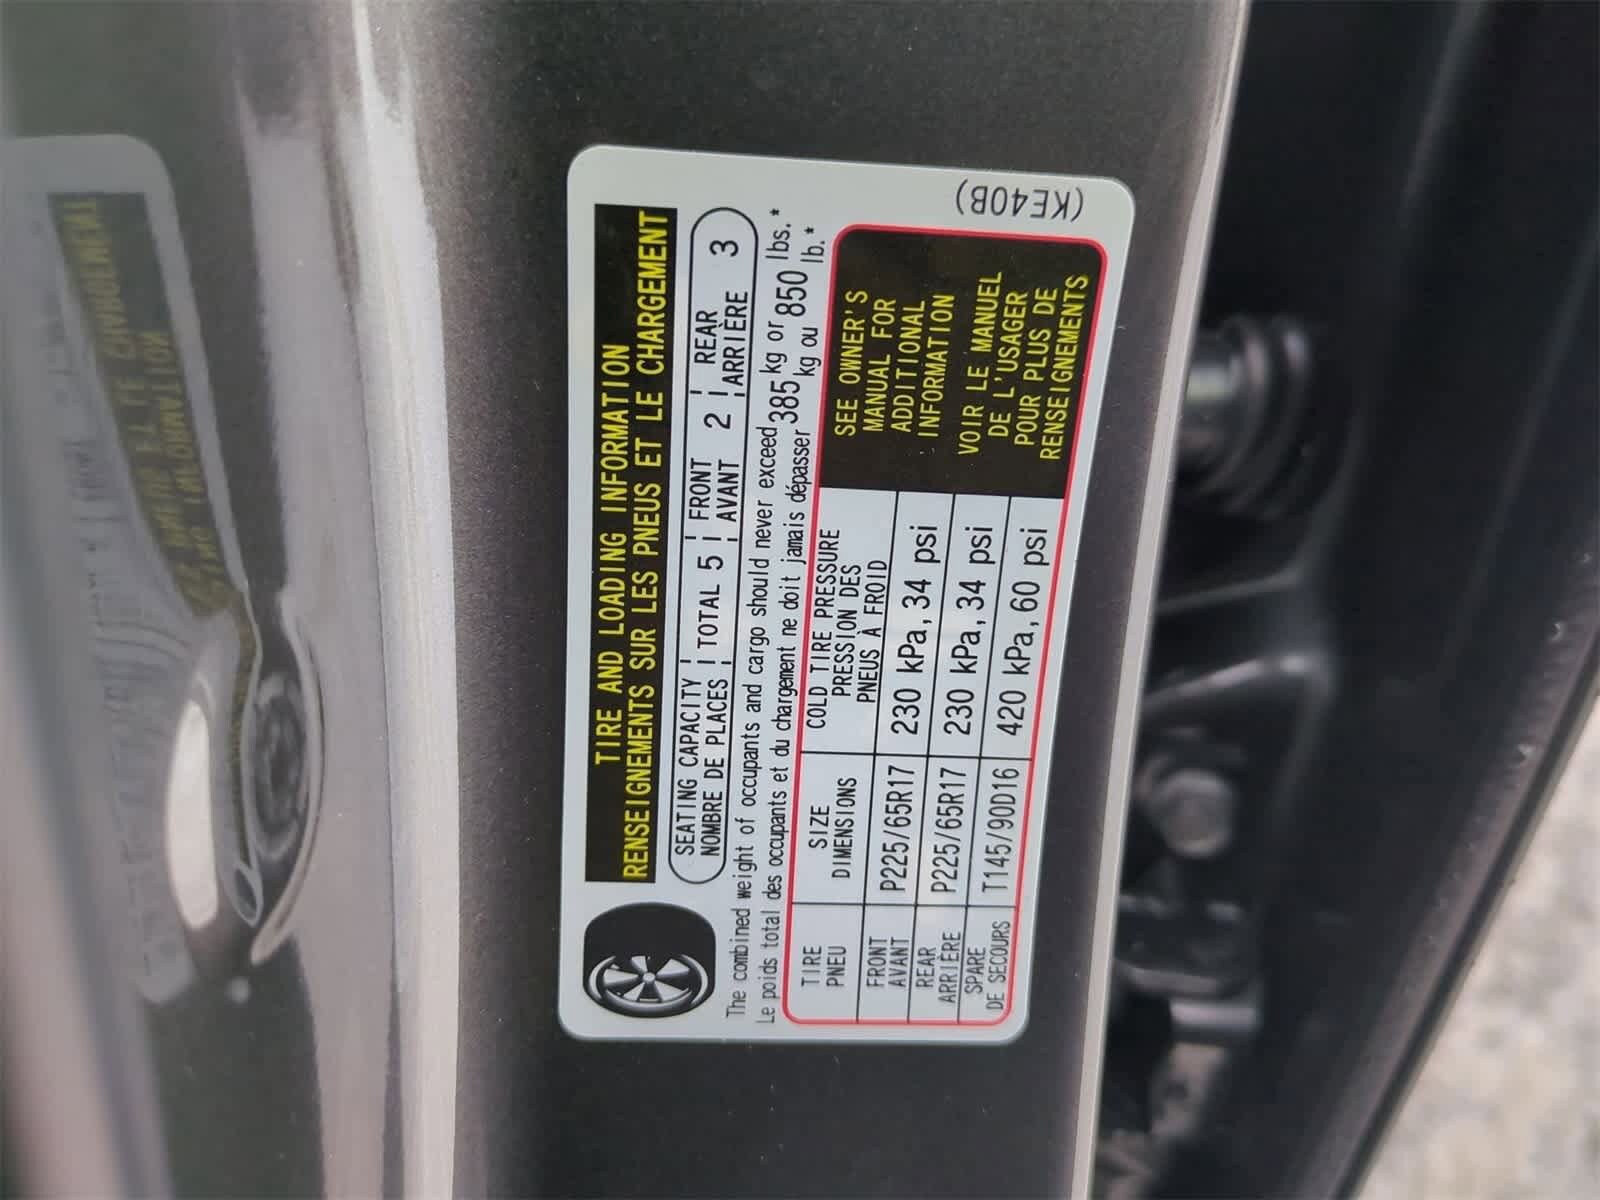 TIRE AND LOADING INFORMATION
RENSEIGNEMENTS SUR LES PNEUS ET LE CHARGEMENT
SEATING CAPACITY TOTAL 5 FRONT 2 REAR 3
NOMBRE DE PLACES AVANT ARRIÈRE
The combined weight of occupants and cargo should never exceed 385 kg or 850 lbs.*
Le poids total des occupants et du chargement ne doit jamais dépasser kg ou lb.*
TIRE SIZE COLD TIRE PRESSURE
PNEU DIMENSIONS PRESSION DES
PNEUS À FROID
FRONT P225/65R17 230 kPa, 34 psi
AVANT
REAR P225/65R17 230 kPa, 34 psi
ARRIÈRE
SPARE T145/90D16 420 kPa, 60 psi
DE SECOURS
SEE OWNER'S
MANUAL FOR
ADDITIONAL
INFORMATION
VOIR LE MANUEL
DE L'USAGER
POUR PLUS DE
RENSEIGNEMENTS
(KE40B)